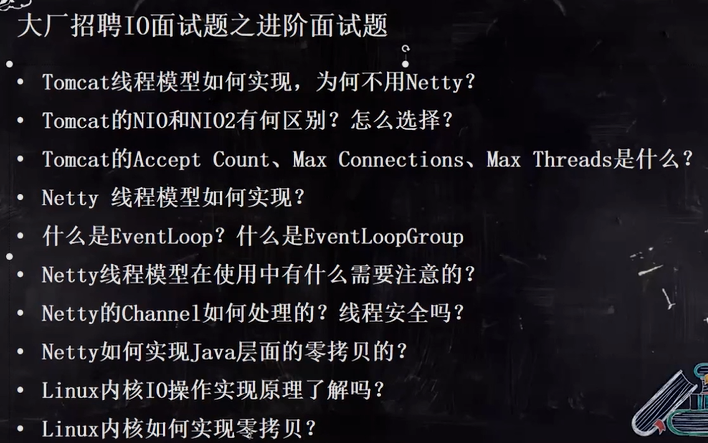 大厂招聘IO面试题之进阶面试题
• Tomcat线程模型如何实现，为何不用Netty？
• Tomcat的NIO和NIO2有何区别？怎么选择？
• Tomcat的Accept Count、Max Connections、Max Threads是什么？
• Netty 线程模型如何实现？
• 什么是EventLoop？什么是EventLoopGroup
• Netty线程模型在使用中有什么需要注意的？
• Netty的Channel如何处理的？线程安全吗？
• Netty如何实现Java层面的零拷贝的？
• Linux内核IO操作实现原理了解吗？
• Linux内核如何实现零拷贝？